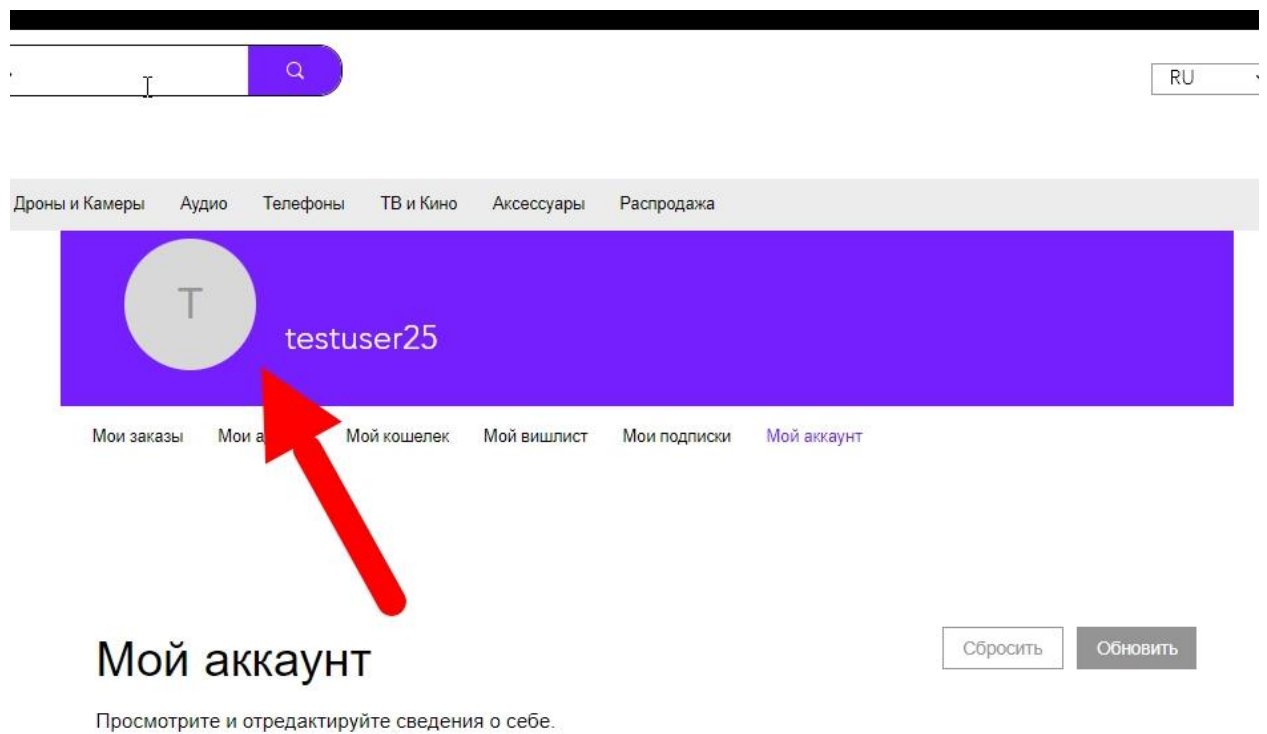 RU
Дроны и Камеры Аудио Телефоны ТВ и Кино Аксессуары Распродажа
T
testuser25
Мои заказы Мои Мой кошелек Мой вишлист Мои подписки Мой аккаунт
Сбросить Обновить
Мой аккаунт
Просмотрите и отредактируйте сведения о себе.